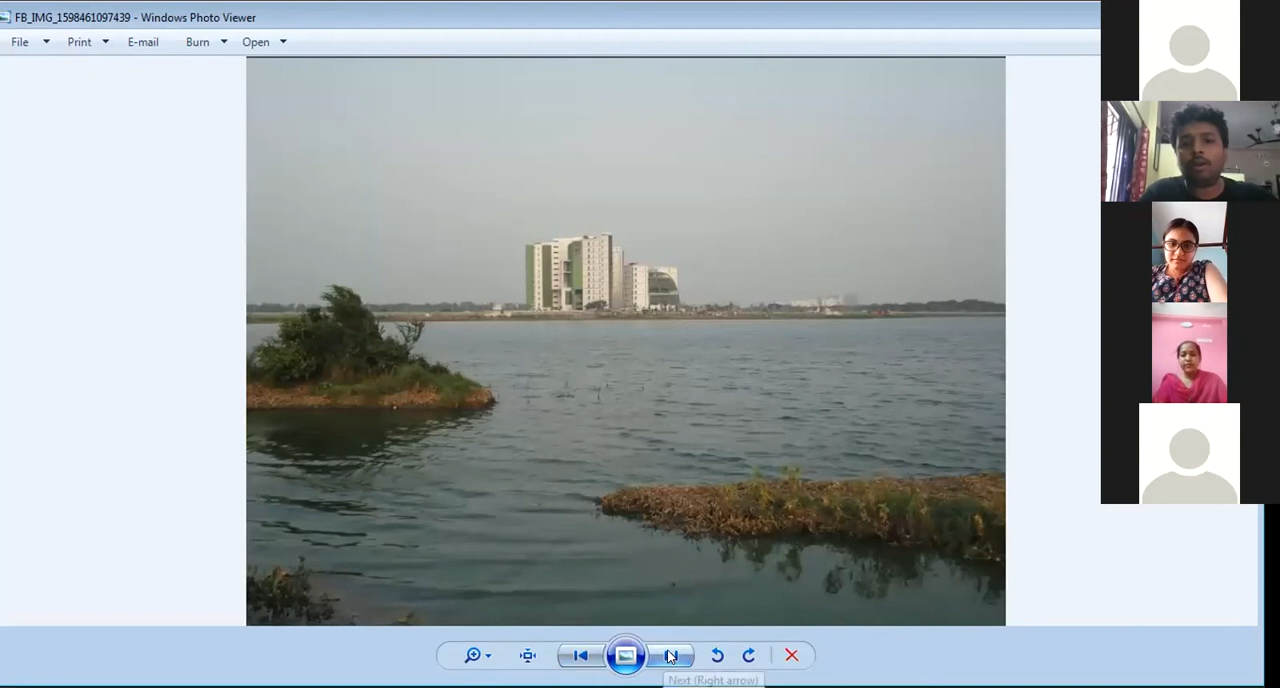 FB_IMG_1598461097439 - Windows Photo Viewer
File Print E-mail Burn Open
Next (Right arrow)